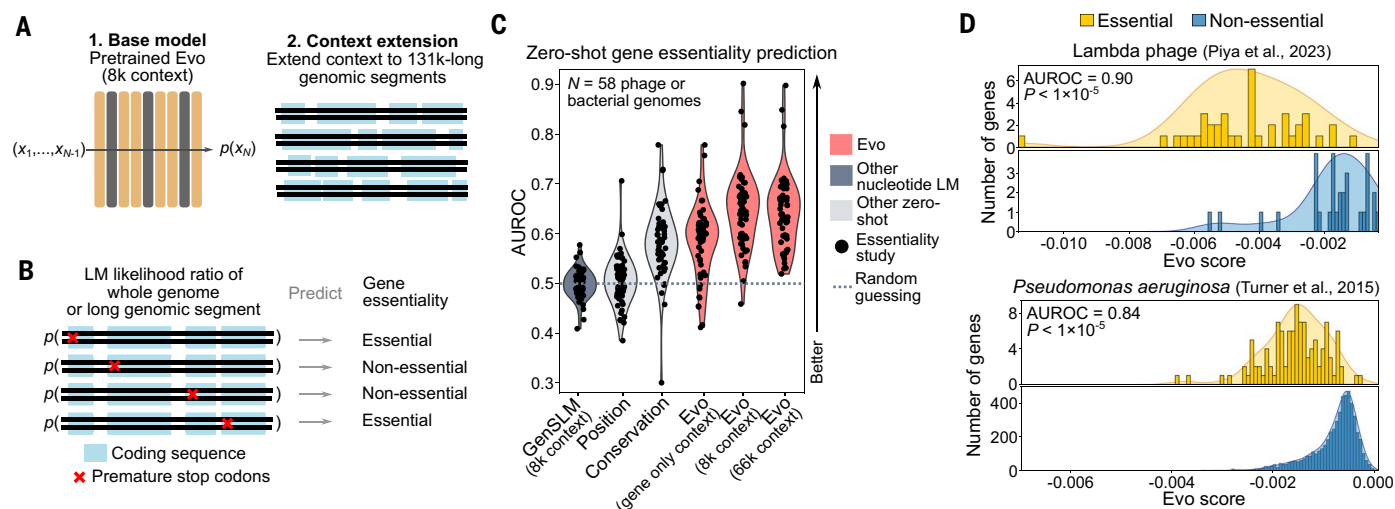 A
1. Base model
Pretrained Evo
(8k context)
(x1,...,xN-1)
p(xN)
2. Context extension
Extend context to 131k-long
genomic segments
B
LM likelihood ratio of
whole genome
or long genomic segment
Predict
Gene
essentiality
p( )
Essential
p( )
Non-essential
p( )
Non-essential
p( )
Essential
Coding sequence
Premature stop codons
C
Zero-shot gene essentiality prediction
N = 58 phage or
bacterial genomes
AUROC
0.9
0.8
0.7
0.6
0.5
0.4
0.3
GenSLM
(8k context)
Position
Conservation
Evo
(gene only context)
Evo
(8k context)
Evo
(66k context)
Better
Evo
Other
nucleotide LM
Other zero-
shot
Essentiality
study
Random
guessing
D
Essential Non-essential
Lambda phage (Piya et al., 2023)
AUROC = 0.90
P < 1×10-5
Number of genes
6
4
2
0
3
2
1
0
-0.010 -0.008 -0.006 -0.004 -0.002
Evo score
Pseudomonas aeruginosa (Turner et al., 2015)
AUROC = 0.84
P < 1×10-5
Number of genes
8
4
0
400
200
0
-0.006 -0.004 -0.002 0.000
Evo score